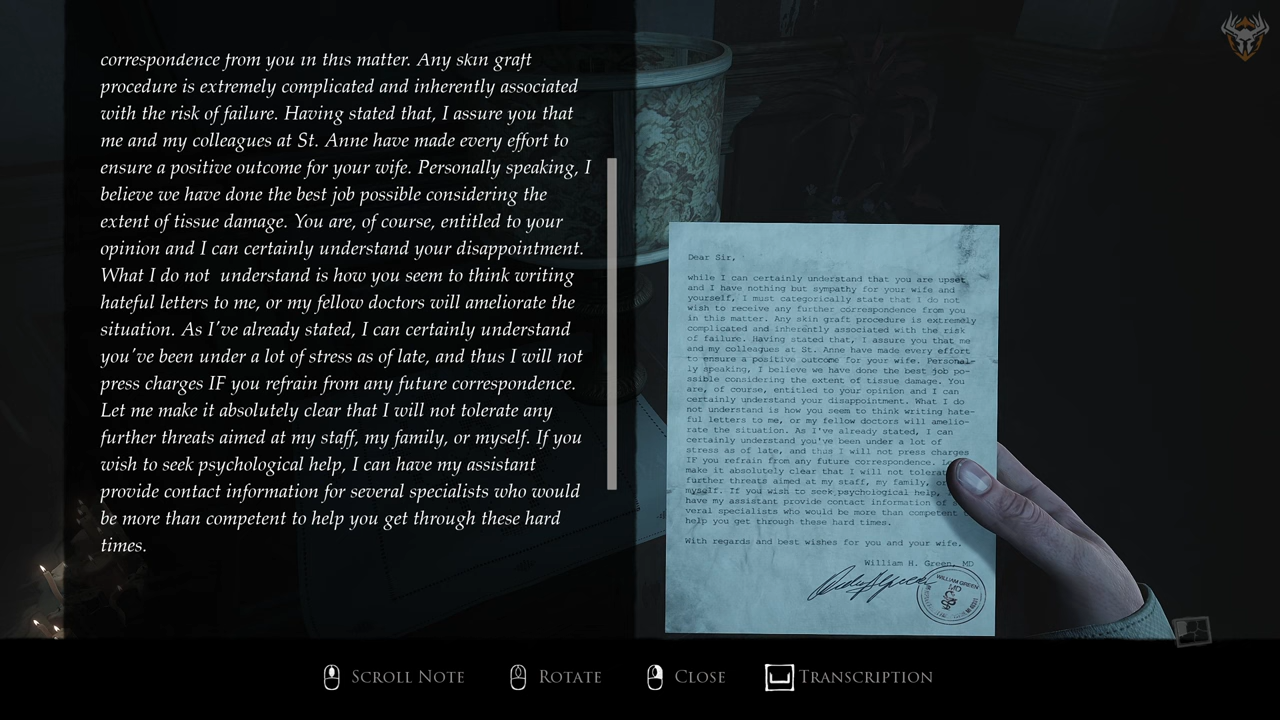 correspondence from you in this matter. Any skin graft
procedure is extremely complicated and inherently associated
with the risk of failure. Having stated that, I assure you that
me and my colleagues at St. Anne have made every effort to
ensure a positive outcome for your wife. Personally speaking, I
believe we have done the best job possible considering the
extent of tissue damage. You are, of course, entitled to your
opinion and I can certainly understand your disappointment.
What I do not  understand is how you seem to think writing
hateful letters to me, or my fellow doctors will ameliorate the
situation. As I've already stated, I can certainly understand
you've been under a lot of stress as of late, and thus I will not
press charges IF you refrain from any future correspondence.
Let me make it absolutely clear that I will not tolerate any
further threats aimed at my staff, my family, or myself. If you
wish to seek psychological help, I can have my assistant
provide contact information for several specialists who would
be more than competent to help you get through these hard
times.
Dear Sir,
while I can certainly understand that you are upset
and I have nothing but sympathy for your wife and
yourself, I must categorically state that I do not
wish to receive any further correspondence from you
in this matter. Any skin graft procedure is extremely
complicated and inherently associated with the risk
of failure. Having stated that, I assure you that me
and my colleagues at St. Anne have made every effort
to ensure a positive outcome for your wife. Personal-
ly speaking, I believe we have done the best job po-
ssible considering the extent of tissue damage. You
are, of course, entitled to your opinion and I can
certainly understand your disappointment. What I do
not understand is how you seem to think writing hate-
ful letters to me, or my fellow doctors will amelio-
rate the situation. As I've already stated, I can
certainly understand you've been under a lot of
stress as of late, and thus I will not press charges
IF you refrain from any future correspondence. Le
make it absolutely clear that I will not tolerat
further threats aimed at my staff, my family, or
myself. If you wish to seek psychological help,
have my assistant provide contact information of
veral specialists who would be more than competent
help you get through these hard times.
With regards and best wishes for you and your wife.
William H. Green, MD
WILLIAM GREEN
MD
SCROLL NOTE
ROTATE
CLOSE
TRANSCRIPTION